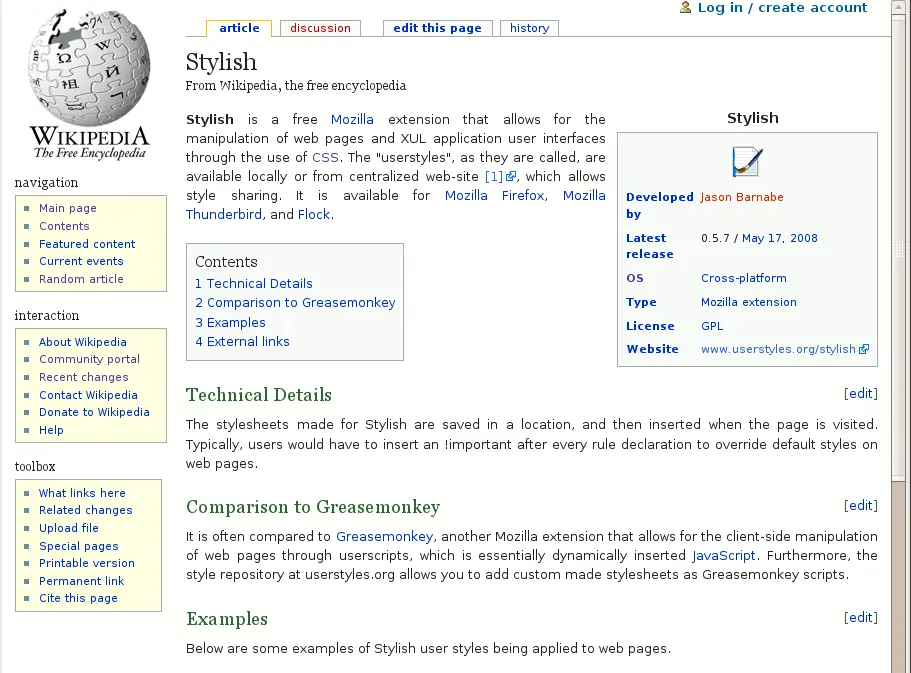 Log in / create account
article discussion edit this page history
WIKIPEDIA
The Free Encyclopedia
navigation
Main page
Contents
Featured content
Current events
Random article
interaction
About Wikipedia
Community portal
Recent changes
Contact Wikipedia
Donate to Wikipedia
Help
toolbox
What links here
Related changes
Upload file
Special pages
Printable version
Permanent link
Cite this page
Stylish
From Wikipedia, the free encyclopedia
Stylish is a free Mozilla extension that allows for the
manipulation of web pages and XUL application user interfaces
through the use of CSS. The "userstyles", as they are called, are
available locally or from centralized web-site [1], which allows
style sharing. It is available for Mozilla Firefox, Mozilla
Thunderbird, and Flock.
Stylish
Developed by Jason Barnabe
Latest release 0.5.7 / May 17, 2008
OS Cross-platform
Type Mozilla extension
License GPL
Website www.userstyles.org/stylish
Contents
1 Technical Details
2 Comparison to Greasemonkey
3 Examples
4 External links
Technical Details [edit]
The stylesheets made for Stylish are saved in a location, and then inserted when the page is visited.
Typically, users would have to insert an !important after every rule declaration to override default styles on
web pages.
Comparison to Greasemonkey [edit]
It is often compared to Greasemonkey, another Mozilla extension that allows for the client-side manipulation
of web pages through userscripts, which is essentially dynamically inserted JavaScript. Furthermore, the
style repository at userstyles.org allows you to add custom made stylesheets as Greasemonkey scripts.
Examples [edit]
Below are some examples of Stylish user styles being applied to web pages.